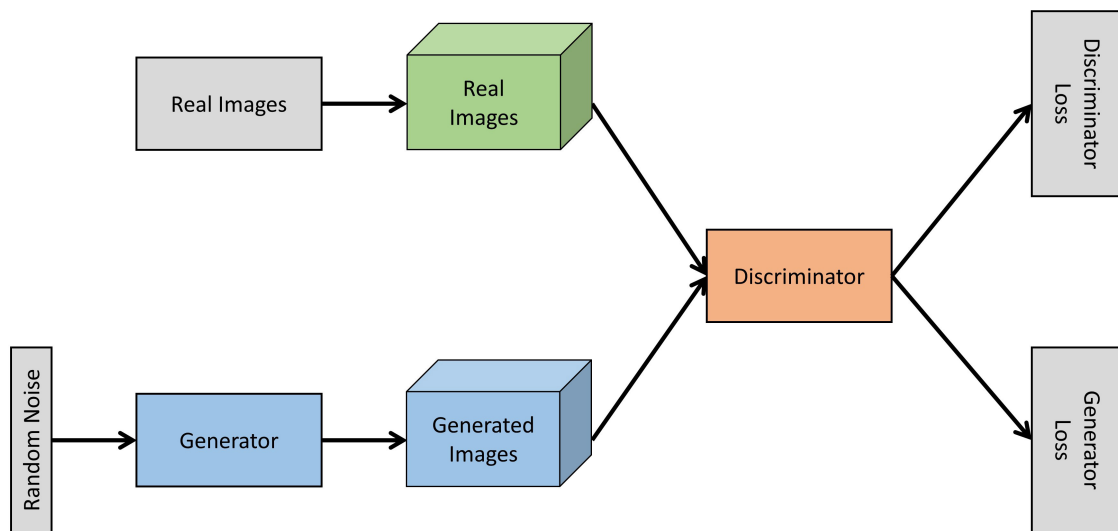 Real Images
Real
Images
Discriminator
Loss
Discriminator
Random Noise
Generator
Generated
Images
Generator
Loss